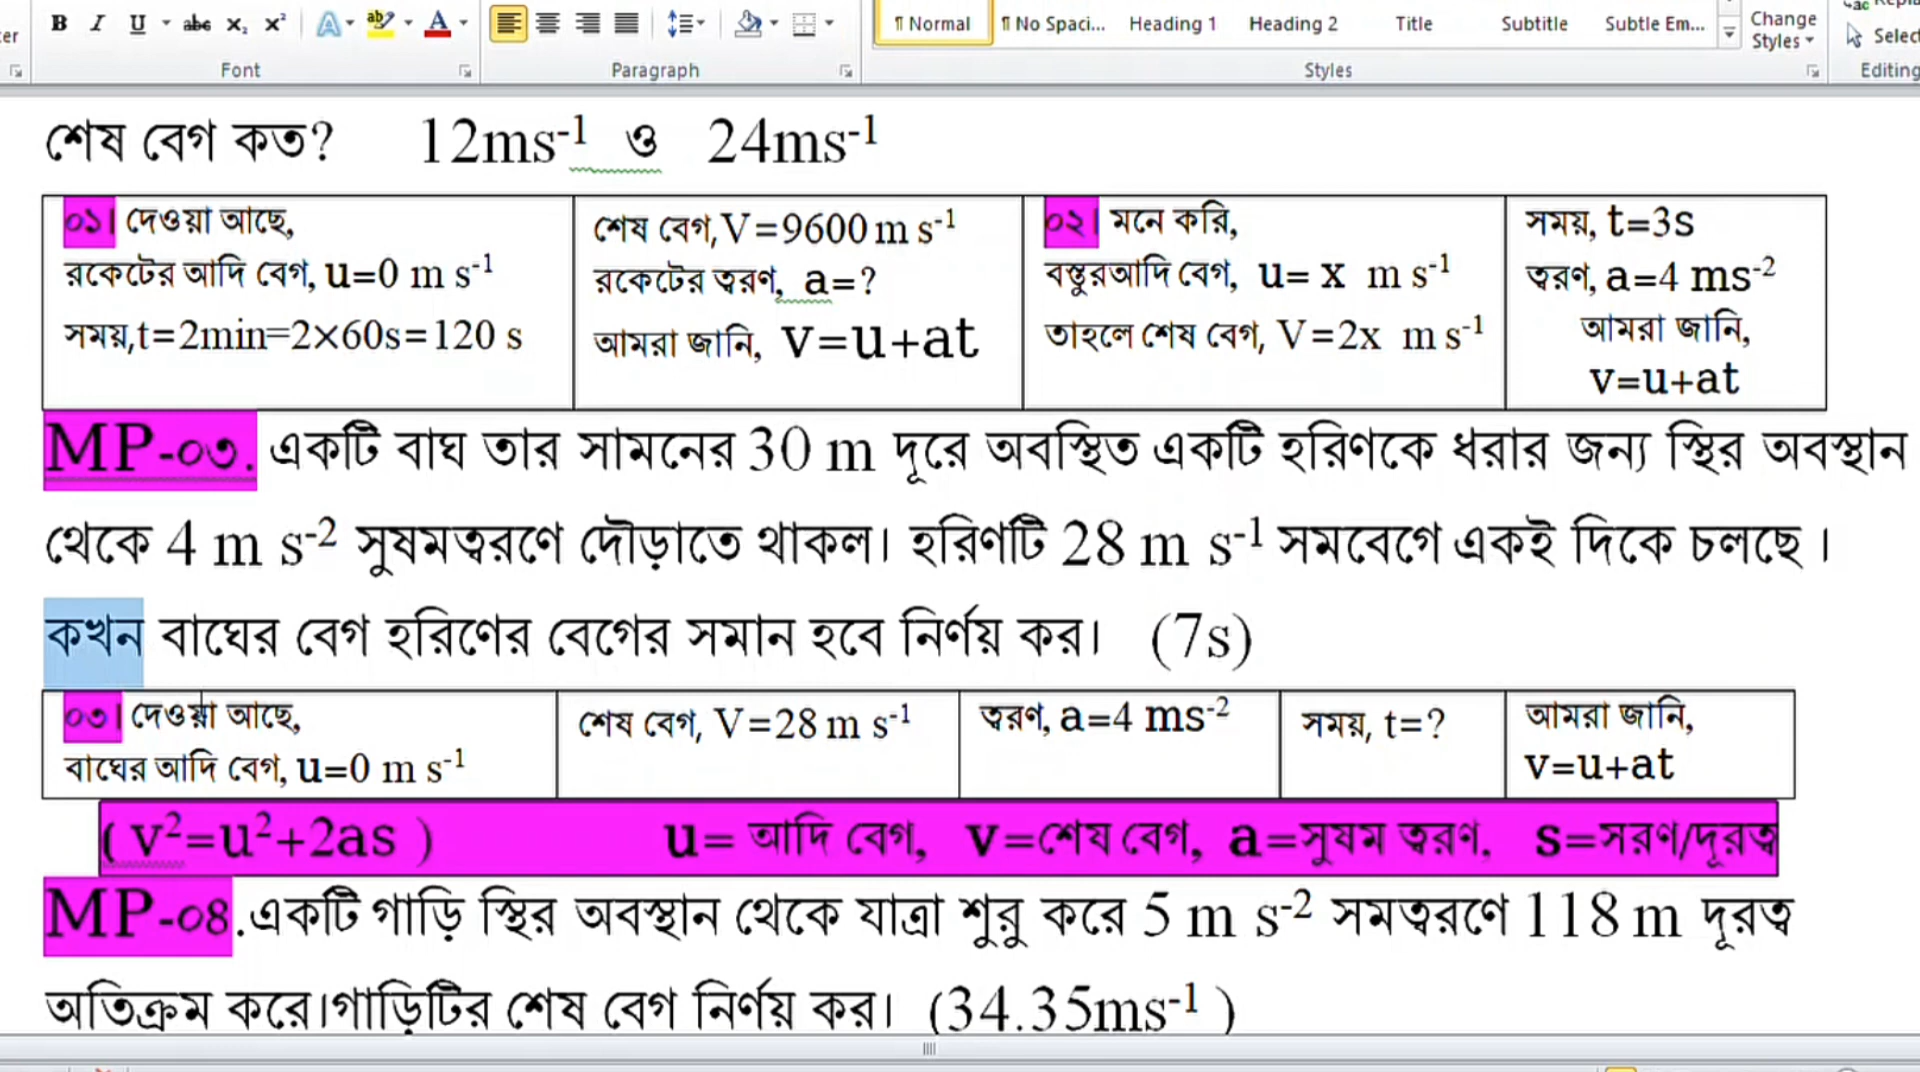 B I U abc x₂ x² A ab A
Normal No Spaci... Heading 1 Heading 2 Title Subtitle Subtle Em...
Change Styles
Select
Font Paragraph Styles Editing
শেষ বেগ কত? 12ms⁻¹ ও 24ms⁻¹
০১। দেওয়া আছে,
রকেটের আদি বেগ, u=0 m s⁻¹
সময়,t=2min=2×60s=120 s
শেষ বেগ,V=9600 m s⁻¹
রকেটের ত্বরণ, a=?
আমরা জানি, v=u+at
০২। মনে করি,
বস্তুরআদি বেগ, u= x m s⁻¹
তাহলে শেষ বেগ, V=2x m s⁻¹
সময়, t=3s
ত্বরণ, a=4 ms⁻²
আমরা জানি,
v=u+at
MP-০৩. একটি বাঘ তার সামনের 30 m দূরে অবস্থিত একটি হরিণকে ধরার জন্য স্থির অবস্থান
থেকে 4 m s⁻² সুষমত্বরণে দৌড়াতে থাকল। হরিণটি 28 m s⁻¹ সমবেগে একই দিকে চলছে।
কখন বাঘের বেগ হরিণের বেগের সমান হবে নির্ণয় কর। (7s)
০৩। দেওয়া আছে,
বাঘের আদি বেগ, u=0 m s⁻¹
শেষ বেগ, V=28 m s⁻¹
ত্বরণ, a=4 ms⁻²
সময়, t=?
আমরা জানি,
v=u+at
( v²=u²+2as ) u= আদি বেগ, v=শেষ বেগ, a=সুষম ত্বরণ, s=সরণ/দূরত্ব
MP-০৪.একটি গাড়ি স্থির অবস্থান থেকে যাত্রা শুরু করে 5 m s⁻² সমত্বরণে 118 m দূরত্ব
অতিক্রম করে।গাড়িটির শেষ বেগ নির্ণয় কর। (34.35ms⁻¹ )